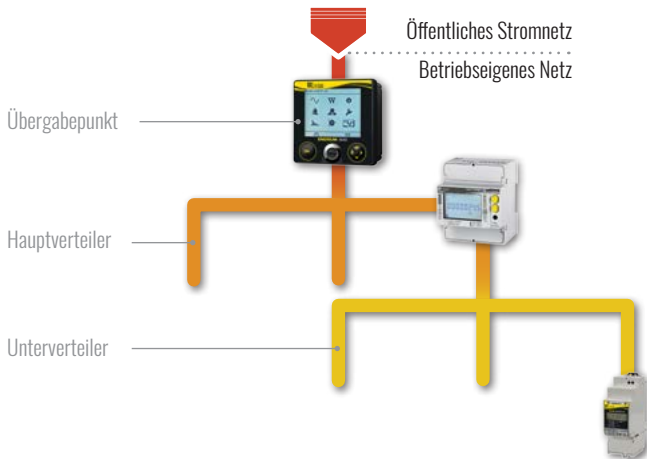 Öffentliches Stromnetz
Betriebseigenes Netz
Übergabepunkt
W
Hauptverteiler
Unterverteiler